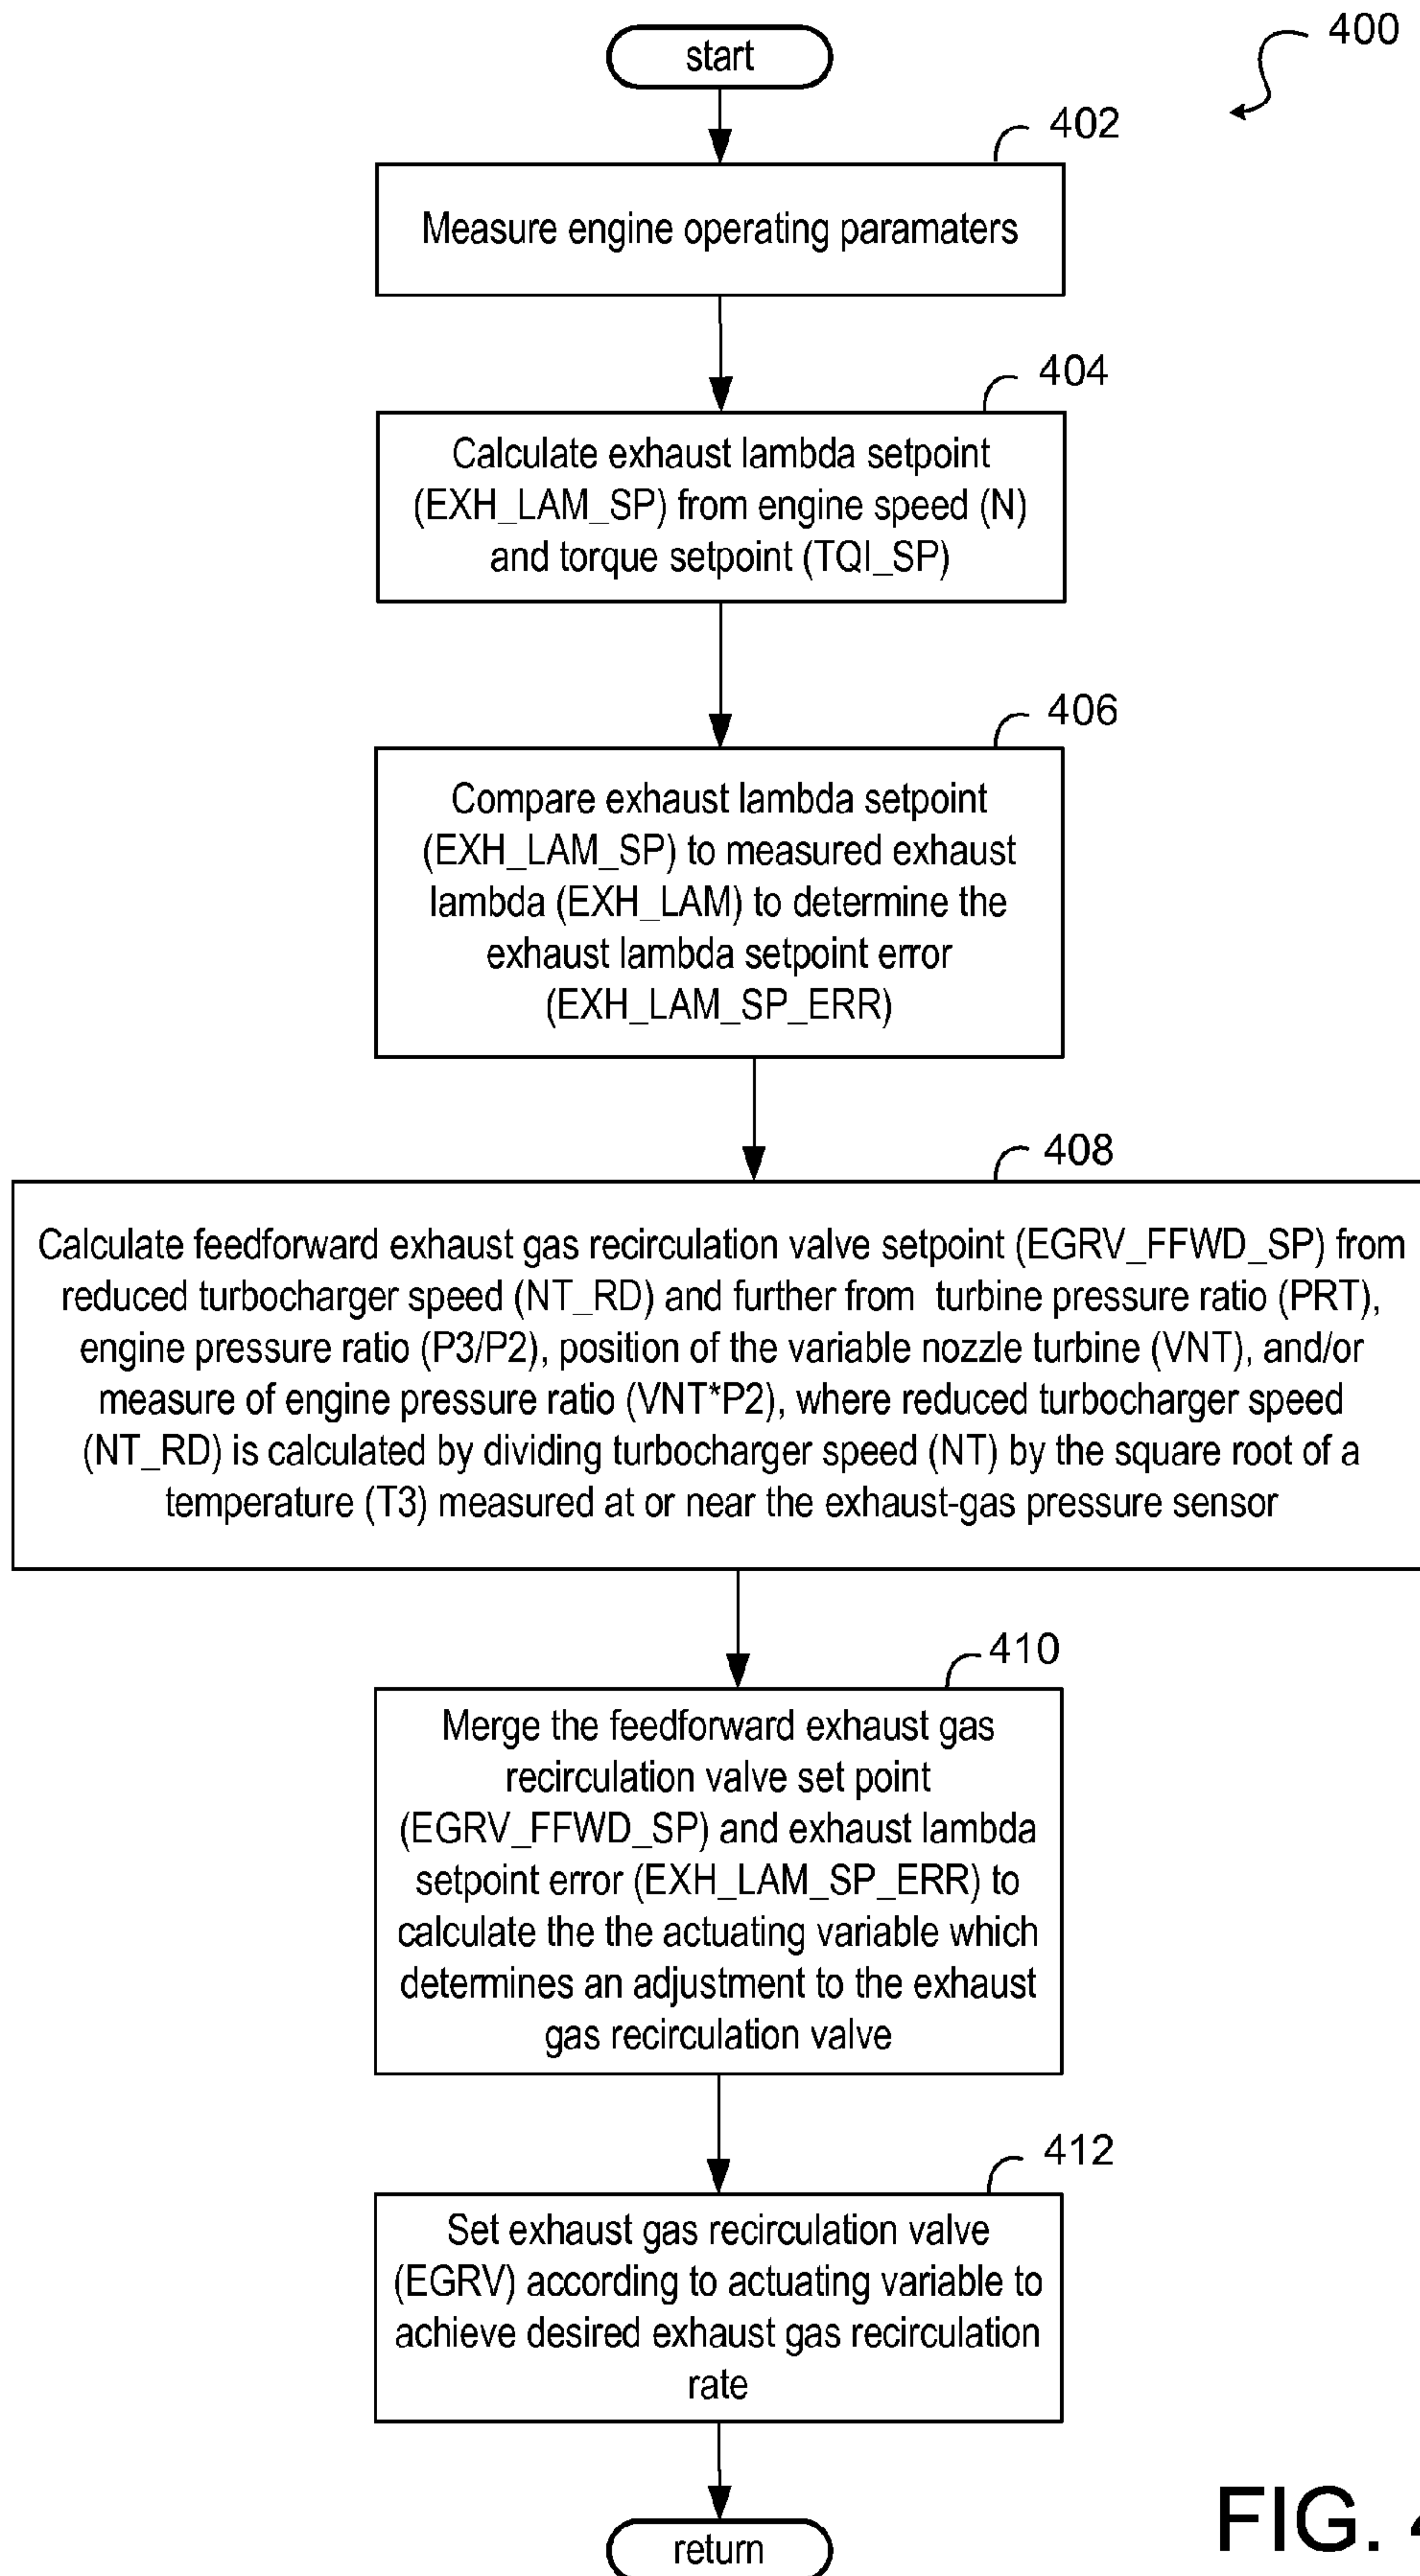 start
400
402
Measure engine operating paramaters
404
Calculate exhaust lambda setpoint
(EXH_LAM_SP) from engine speed (N)
and torque setpoint (TQI_SP)
406
Compare exhaust lambda setpoint
(EXH_LAM_SP) to measured exhaust
lambda (EXH_LAM) to determine the
exhaust lambda setpoint error
(EXH_LAM_SP_ERR)
408
Calculate feedforward exhaust gas recirculation valve setpoint (EGRV_FFWD_SP) from
reduced turbocharger speed (NT_RD) and further from turbine pressure ratio (PRT),
engine pressure ratio (P3/P2), position of the variable nozzle turbine (VNT), and/or
measure of engine pressure ratio (VNT*P2), where reduced turbocharger speed
(NT_RD) is calculated by dividing turbocharger speed (NT) by the square root of a
temperature (T3) measured at or near the exhaust-gas pressure sensor
410
Merge the feedforward exhaust gas
recirculation valve set point
(EGRV_FFWD_SP) and exhaust lambda
setpoint error (EXH_LAM_SP_ERR) to
calculate the the actuating variable which
determines an adjustment to the exhaust
gas recirculation valve
412
Set exhaust gas recirculation valve
(EGRV) according to actuating variable to
achieve desired exhaust gas recirculation
rate
return
FIG. 4